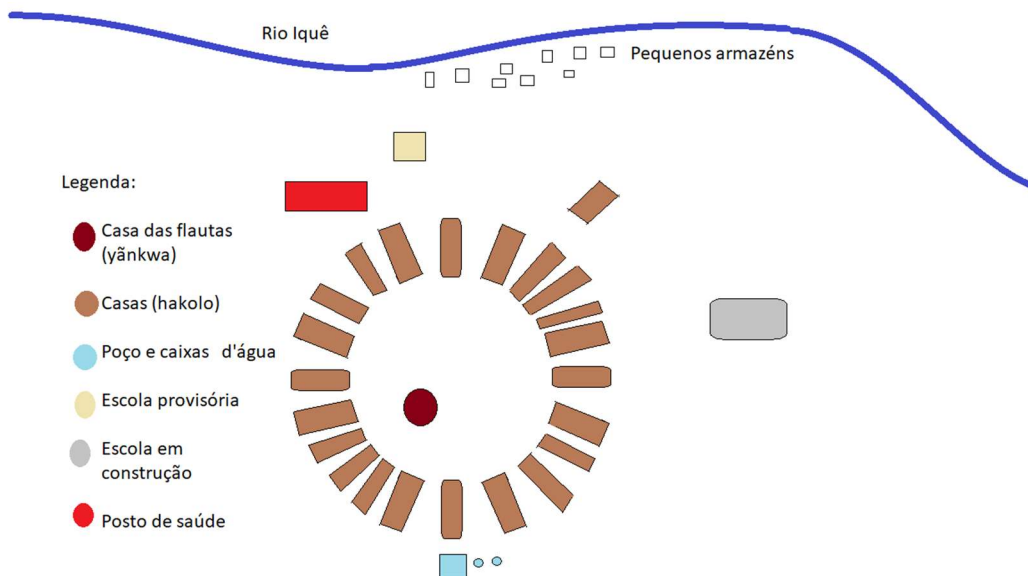 Rio Iquê
Pequenos armazéns
Legenda:
Casa das flautas
(yãnkwa)
Casas (hakolo)
Poço e caixas d'água
Escola provisória
Escola em
construção
Posto de saúde